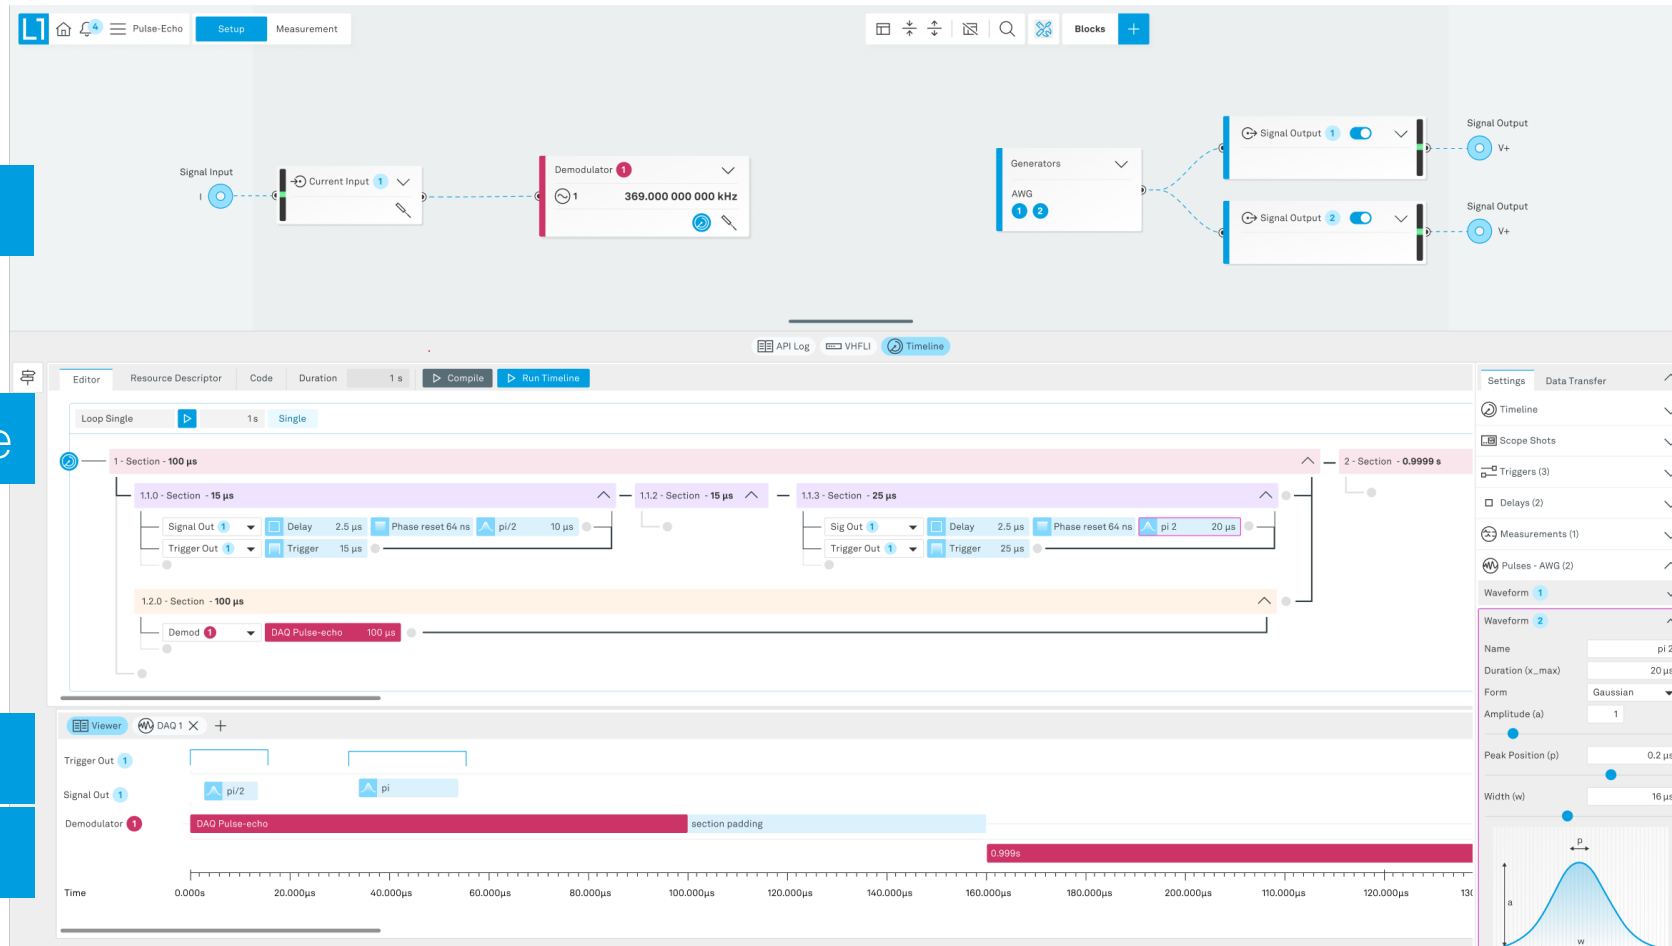 4 Pulse-Echo Setup Measurement Blocks +
Signal Input
I
Current Input 1
Demodulator 1
1 369.000 000 000 kHz
Generators
AWG
1 2
Signal Output 1
Signal Output
V+
Signal Output 2
Signal Output
V+
API Log VHFLI Timeline
Editor Resource Descriptor Code Duration 1 s Compile Run Timeline
Loop Single 1s Single
e
1 - Section - 100 µs
2 - Section - 0.9999 s
1.1.0 - Section - 15 µs
1.1.2 - Section - 15 µs
1.1.3 - Section - 25 µs
Signal Out 1 Delay 2.5 µs Phase reset 64 ns pi/2 10 µs
Sig Out 1 Delay 2.5 µs Phase reset 64 ns pi 2 20 µs
Trigger Out 1 Trigger 15 µs
Trigger Out 1 Trigger 25 µs
1.2.0 - Section - 100 µs
Demod 1 DAQ Pulse-echo 100 µs
Viewer DAQ 1 +
Trigger Out 1
Signal Out 1 pi/2 pi
Demodulator 1 DAQ Pulse-echo section padding
0.999s
Time 0.000s 20.000µs 40.000µs 60.000µs 80.000µs 100.000µs 120.000µs 140.000µs 160.000µs 180.000µs 200.000µs 110.000µs 120.000µs 130
Settings Data Transfer
Timeline
Scope Shots
Triggers (3)
Delays (2)
Measurements (1)
Pulses - AWG (2)
Waveform 1
Waveform 2
Name pi 2
Duration (x_max) 20 µs
Form Gaussian
Amplitude (a) 1
Peak Position (p) 0.2 µs
Width (w) 16 µs
p
a
w